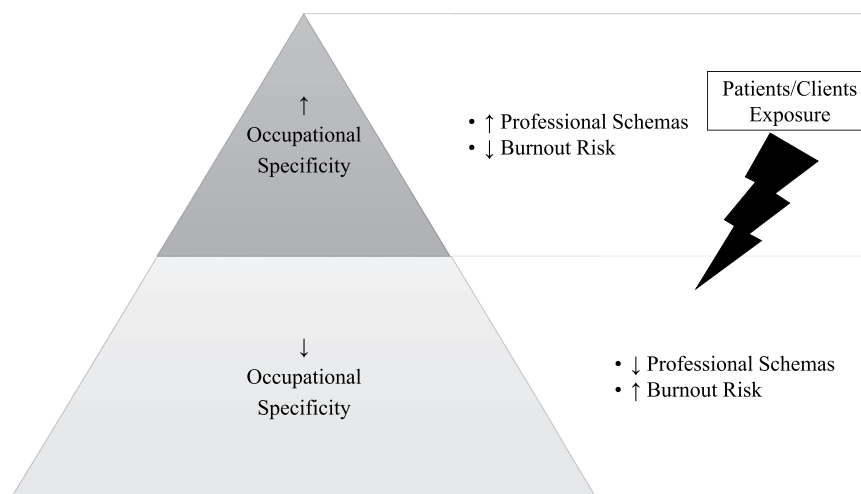 ↑
Occupational
Specificity
• ↑ Professional Schemas
• ↓ Burnout Risk
Patients/Clients
Exposure
↓
Occupational
Specificity
• ↓ Professional Schemas
• ↑ Burnout Risk